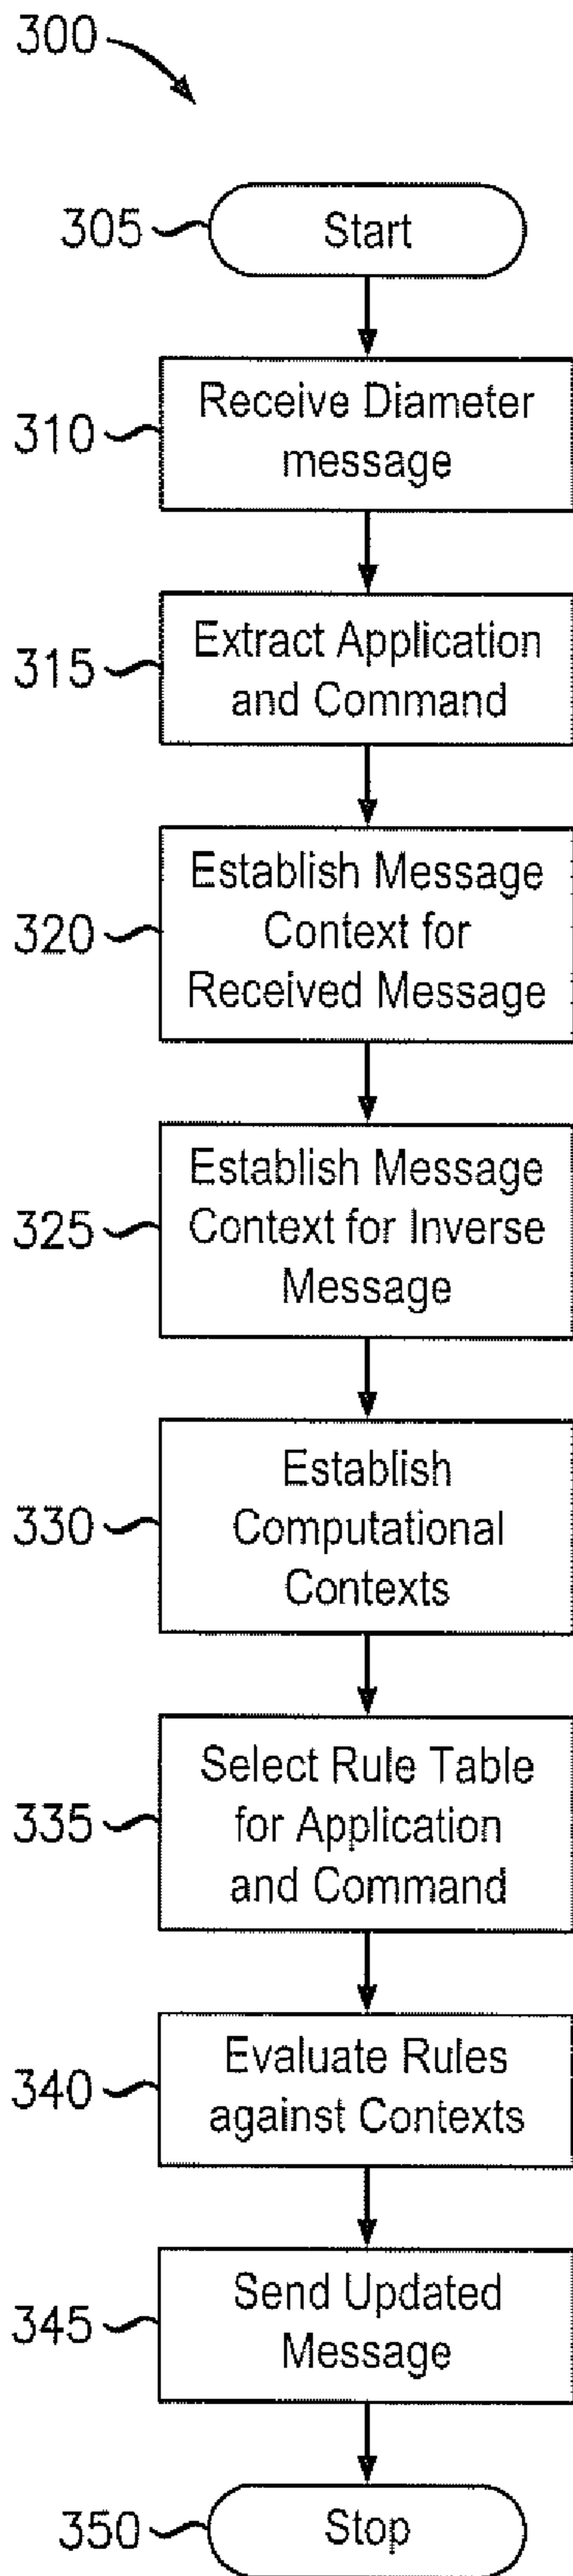 300
305
Start
310
Receive Diameter
message
315
Extract Application
and Command
320
Establish Message
Context for
Received Message
325
Establish Message
Context for Inverse
Message
330
Establish
Computational
Contexts
335
Select Rule Table
for Application
and Command
340
Evaluate Rules
against Contexts
345
Send Updated
Message
350
Stop